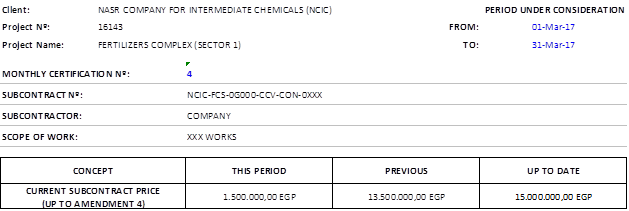 Client: NASR COMPANY FOR INTERMEDIATE CHEMICALS (NCIC) PERIOD UNDER CONSIDERATION
Project Nº: 16143 FROM: 01-Mar-17
Project Name: FERTILIZERS COMPLEX (SECTOR 1) TO: 31-Mar-17
MONTHLY CERTIFICATION Nº: 4
SUBCONTRACT Nº: NCIC-FCS-0G000-CCV-CON-0XXX
SUBCONTRACTOR: COMPANY
SCOPE OF WORK: XXX WORKS
CONCEPT THIS PERIOD PREVIOUS UP TO DATE
CURRENT SUBCONTRACT PRICE
(UP TO AMENDMENT 4) 1.500.000,00 EGP 13.500.000,00 EGP 15.000.000,00 EGP